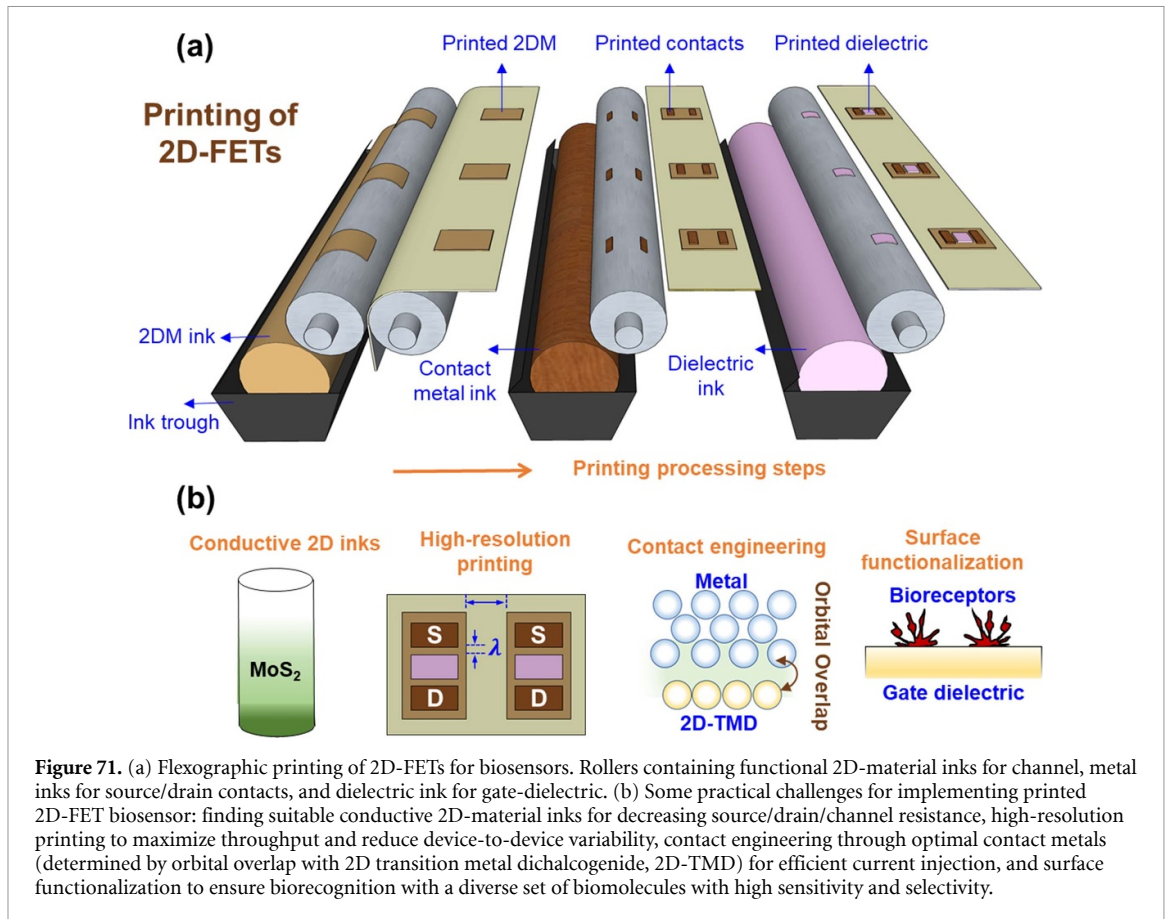 (a)
Printing of
2D-FETs
Printed 2DM
Printed contacts
Printed dielectric
2DM ink
Ink trough
Contact
metal ink
Dielectric
ink
Printing processing steps
(b)
Conductive 2D inks
MoS₂
High-resolution
printing
S
S
λ
D
D
Contact engineering
Metal
Orbital Overlap
2D-TMD
Surface
functionalization
Bioreceptors
Gate dielectric
Figure 71. (a) Flexographic printing of 2D-FETs for biosensors. Rollers containing functional 2D-material inks for channel, metal
inks for source/drain contacts, and dielectric ink for gate-dielectric. (b) Some practical challenges for implementing printed
2D-FET biosensor: finding suitable conductive 2D-material inks for decreasing source/drain/channel resistance, high-resolution
printing to maximize throughput and reduce device-to-device variability, contact engineering through optimal contact metals
(determined by orbital overlap with 2D transition metal dichalcogenide, 2D-TMD) for efficient current injection, and surface
functionalization to ensure biorecognition with a diverse set of biomolecules with high sensitivity and selectivity.